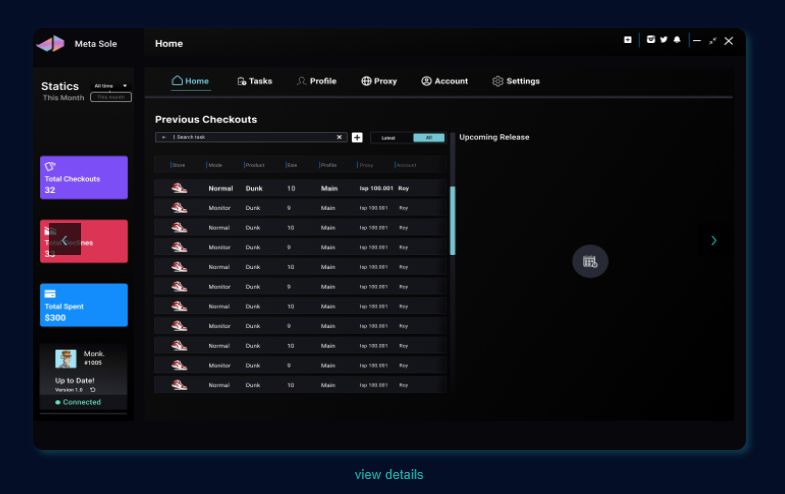 Meta Sole
Home
Home
Tasks
Profile
Proxy
Account
Settings
Statics
All time
This Month
This month
Total Checkouts
32
Total Declines
33
Total Spent
$300
Monk.
#1005
Up to Date!
Version 1.0
Connected
Previous Checkouts
Search task
Latest
All
Upcoming Release
Store Mode Product Size Profile Proxy Account
Normal Dunk 10 Main Isp 100.001 Roy
Monitor Dunk 9 Main Isp 100.001 Roy
Normal Dunk 10 Main Isp 100.001 Roy
Monitor Dunk 9 Main Isp 100.001 Roy
Normal Dunk 10 Main Isp 100.001 Roy
Monitor Dunk 9 Main Isp 100.001 Roy
Normal Dunk 10 Main Isp 100.001 Roy
Monitor Dunk 9 Main Isp 100.001 Roy
Normal Dunk 10 Main Isp 100.001 Roy
Monitor Dunk 9 Main Isp 100.001 Roy
Normal Dunk 10 Main Isp 100.001 Roy
view details